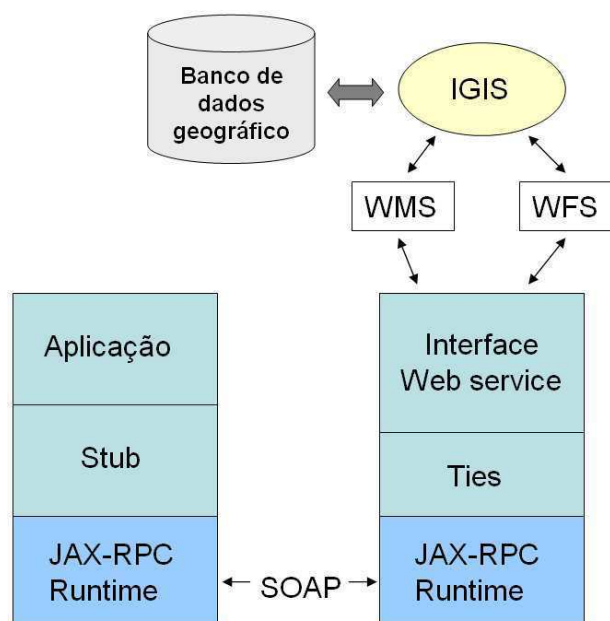 Banco de
dados
geográfico
IGIS
WMS
WFS
Aplicação
Stub
JAX-RPC
Runtime
SOAP
Interface
Web service
Ties
JAX-RPC
Runtime